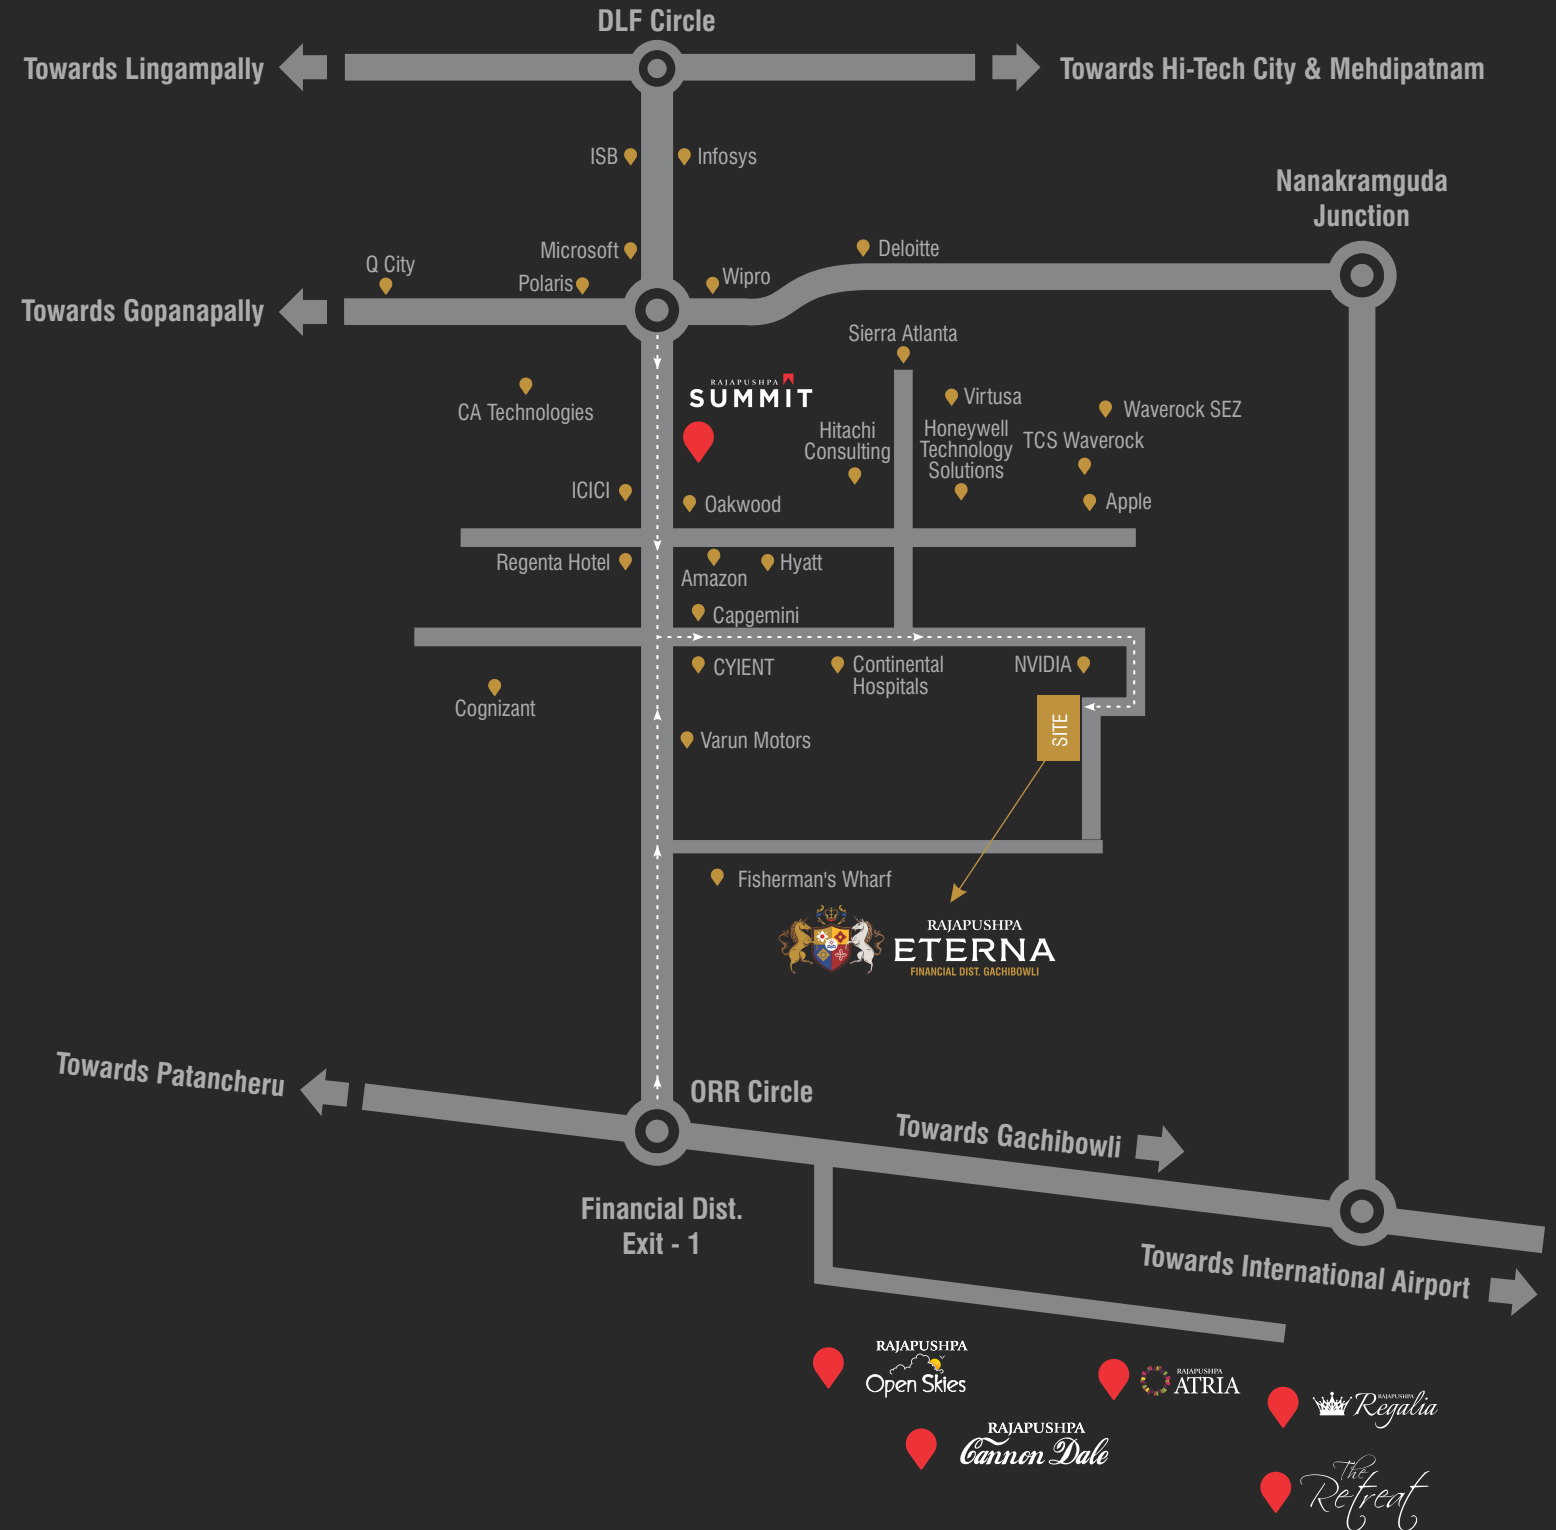 DLF Circle
Towards Lingampally
Towards Hi-Tech City & Mehdipatnam
ISB
Infosys
Nanakramguda
Junction
Microsoft
Deloitte
Q City
Polaris
Wipro
Towards Gopanapally
Sierra Atlanta
RAJAPUSHPA
SUMMIT
CA Technologies
Virtusa
Waverock SEZ
Hitachi
Consulting
Honeywell
Technology
Solutions
TCS Waverock
ICICI
Oakwood
Apple
Regenta Hotel
Amazon
Hyatt
Capgemini
CYIENT
Continental
Hospitals
NVIDIA
Cognizant
SITE
Varun Motors
Fisherman's Wharf
RAJAPUSHPA
ETERNA
FINANCIAL DIST. GACHIBOWLI
Towards Patancheru
ORR Circle
Towards Gachibowli
Financial Dist.
Exit - 1
Towards International Airport
RAJAPUSHPA
Open Skies
RAJAPUSHPA
ATRIA
RAJAPUSHPA
Regalia
RAJAPUSHPA
Cannon Dale
The
Retreat